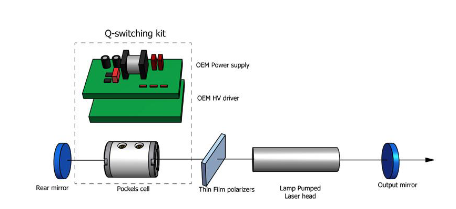 Q-switching kit
OEM Power supply
OEM HV driver
Rear mirror
Pockels cell
Thin Film polarizers
Lamp Pumped
Laser head
Output mirror